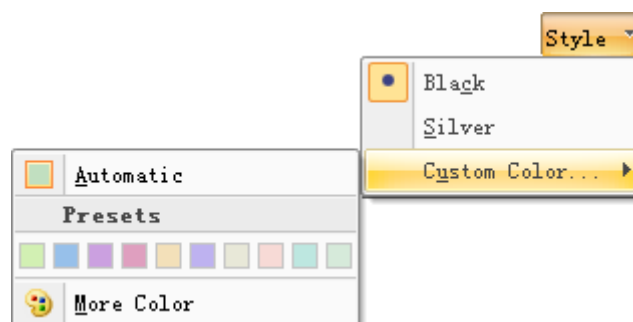 Style
Black
Silver
Custom Color...
Automatic
Presets
More Color